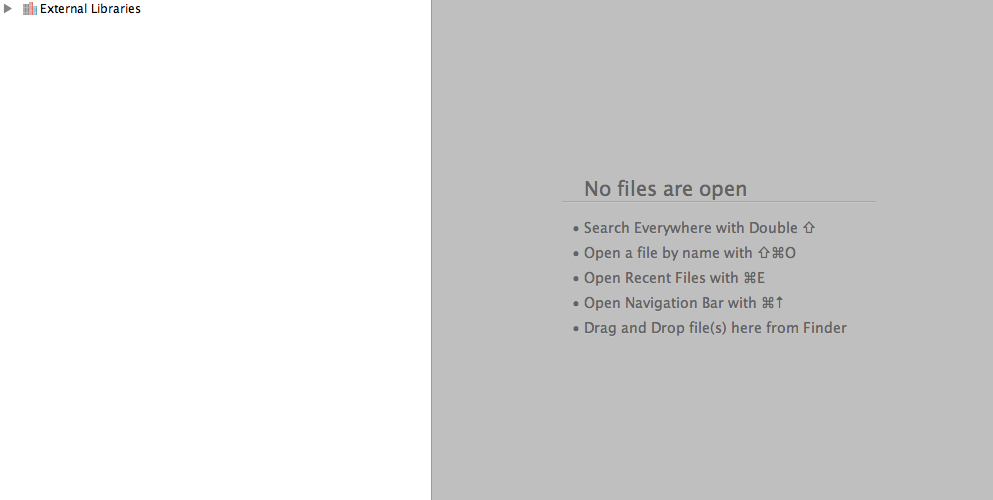 External Libraries
No files are open
• Search Everywhere with Double ⇧
• Open a file by name with ⇧⌘O
• Open Recent Files with ⌘E
• Open Navigation Bar with ⌘↑
• Drag and Drop file(s) here from Finder